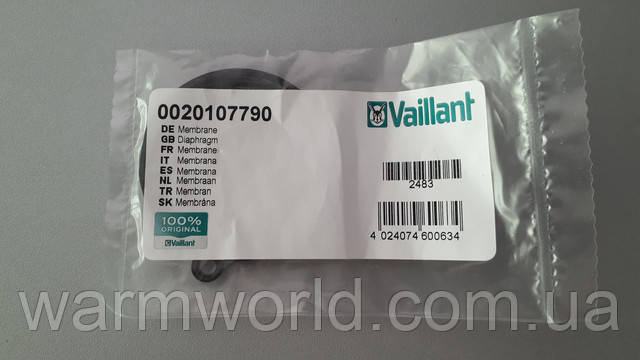 0020107790
DE Membrane
GB Diaphragm
FR Membrane
IT Membrana
ES Membrana
NL Membraan
TR Membran
SK Membrána
100%
ORIGINAL
Vaillant
Vaillant
2483
4 024074 600634
warmworld.com.ua